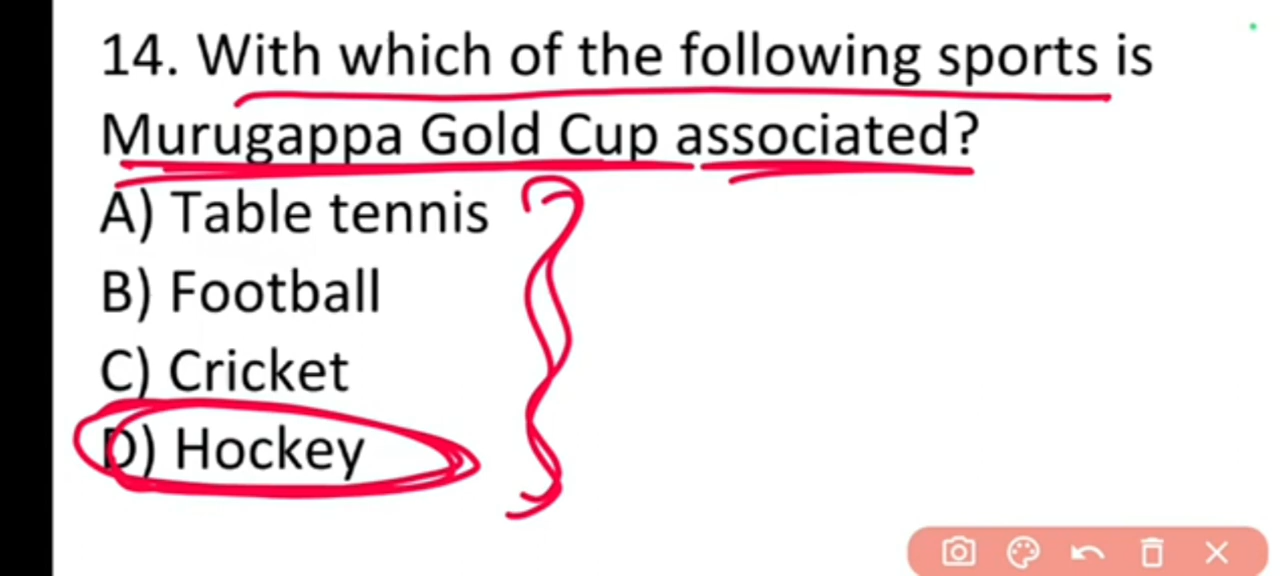 14. With which of the following sports is
Murugappa Gold Cup associated?
A) Table tennis
B) Football
C) Cricket
D) Hockey